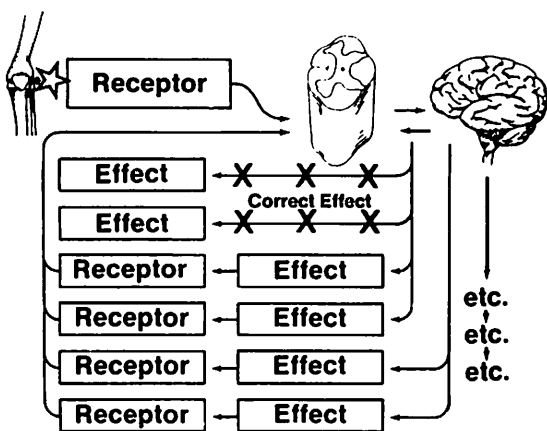 Receptor
Effect
X X X
Correct Effect
Effect
X X X
Receptor Effect
Receptor Effect
Receptor Effect
Receptor Effect
etc.
etc.
etc.